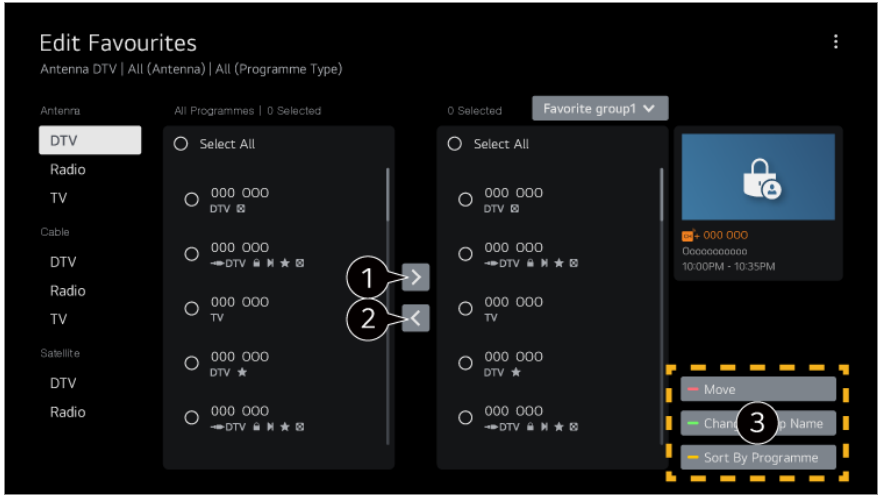 Edit Favourites
Antenna DTV | All (Antenna) | All (Programme Type)
Antenna
DTV
Radio
TV
Cable
DTV
Radio
TV
Satellite
DTV
Radio
All Programmes | 0 Selected
Select All
000 000
DTV
000 000
DTV
000 000
TV
000 000
DTV
000 000
DTV
1
2
0 Selected
Favorite group1
Select All
000 000
DTV
000 000
DTV
000 000
TV
000 000
DTV
000 000
DTV
+ 000 000
Ooooooooooo
10:00PM - 10:35PM
Move
3
Name
Sort By Programme